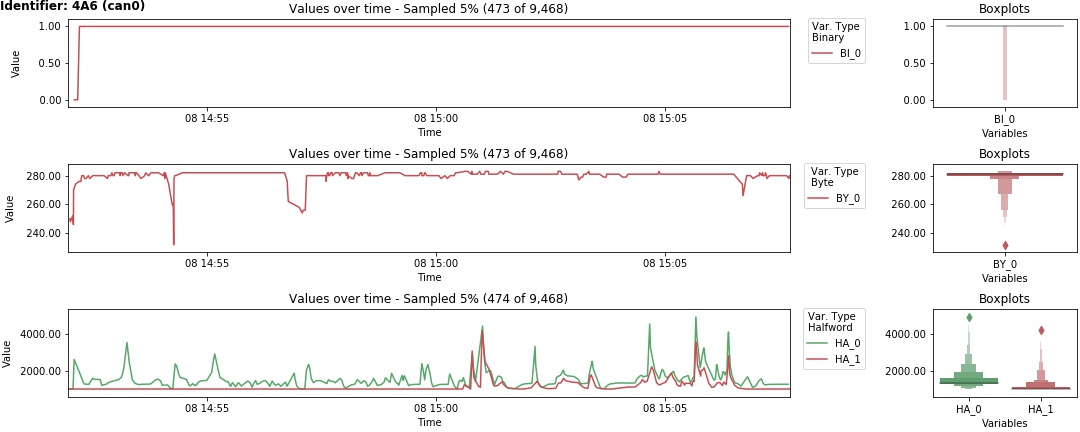 Identifier: 4A6 (can0)
Values over time - Sampled 5% (473 of 9,468)
Boxplots
Value
1.00
0.50
0.00
08 14:55
08 15:00
08 15:05
Time
Var. Type
Binary
BI_0
1.00
0.50
0.00
BI_0
Variables
Values over time - Sampled 5% (473 of 9,468)
Boxplots
Value
280.00
260.00
240.00
08 14:55
08 15:00
08 15:05
Time
Var. Type
Byte
BY_0
280.00
260.00
240.00
BY_0
Variables
Values over time - Sampled 5% (474 of 9,468)
Boxplots
Value
4000.00
2000.00
08 14:55
08 15:00
08 15:05
Time
Var. Type
Halfword
HA_0
HA_1
4000.00
2000.00
HA_0
HA_1
Variables